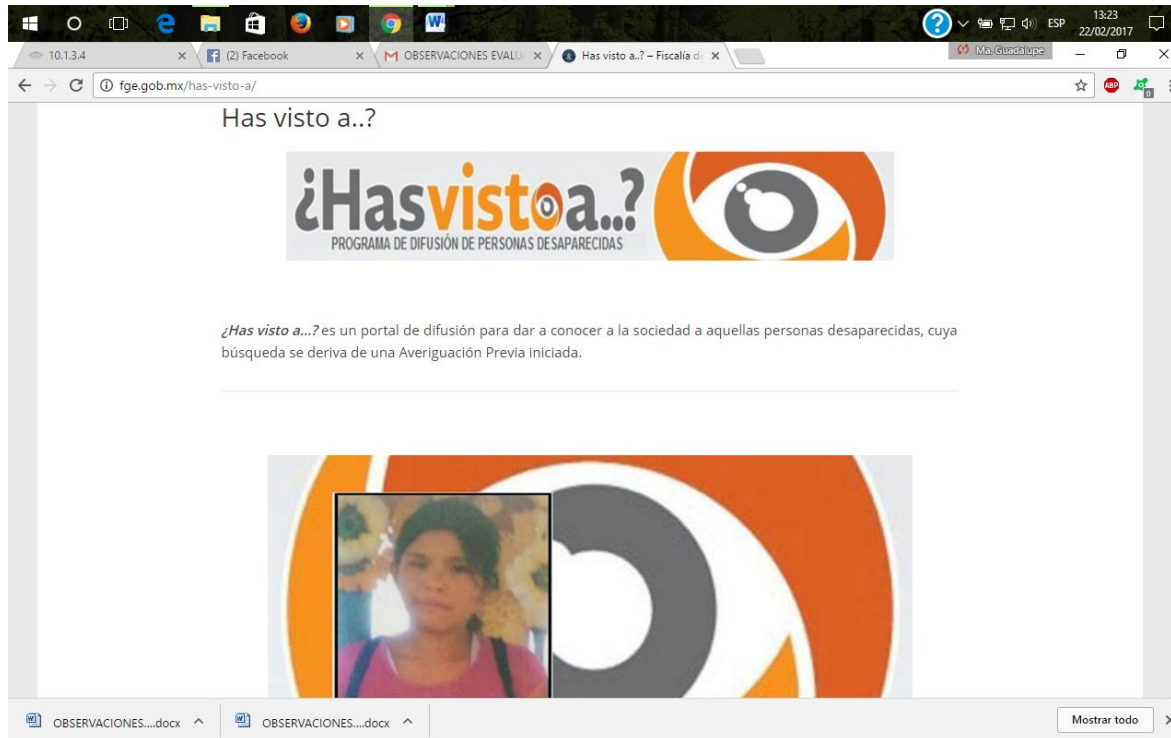 ESP
13:23
22/02/2017
10.1.3.4
(2) Facebook
OBSERVACIONES EVALU
Has visto a..? – Fiscalía de
Ma. Guadalupe
fge.gob.mx/has-visto-a/
ABP
0
Has visto a..?
¿Hasvistoa...?
PROGRAMA DE DIFUSIÓN DE PERSONAS DESAPARECIDAS
¿Has visto a...? es un portal de difusión para dar a conocer a la sociedad a aquellas personas desaparecidas, cuya
búsqueda se deriva de una Averiguación Previa iniciada.
OBSERVACIONES....docx
OBSERVACIONES....docx
Mostrar todo